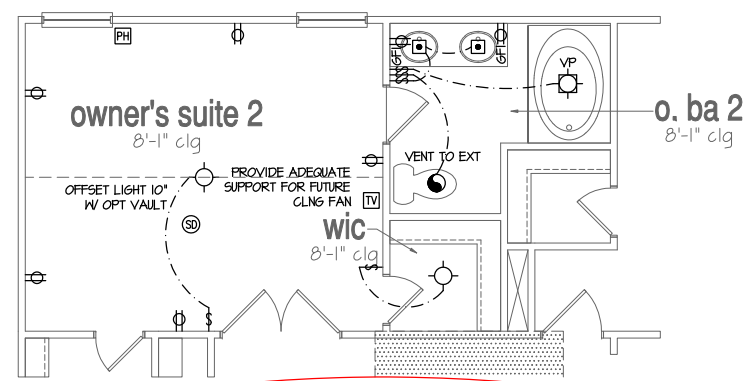 PH
GFI
GFI
SSS
VP
owner's suite 2
8'-1" clg
o. ba 2
8'-1" clg
VENT TO EXT
PROVIDE ADEQUATE
SUPPORT FOR FUTURE
CLNG FAN
OFFSET LIGHT 10"
W/ OPT VAULT
TV
SD
wic
8'-1" clg
S
S